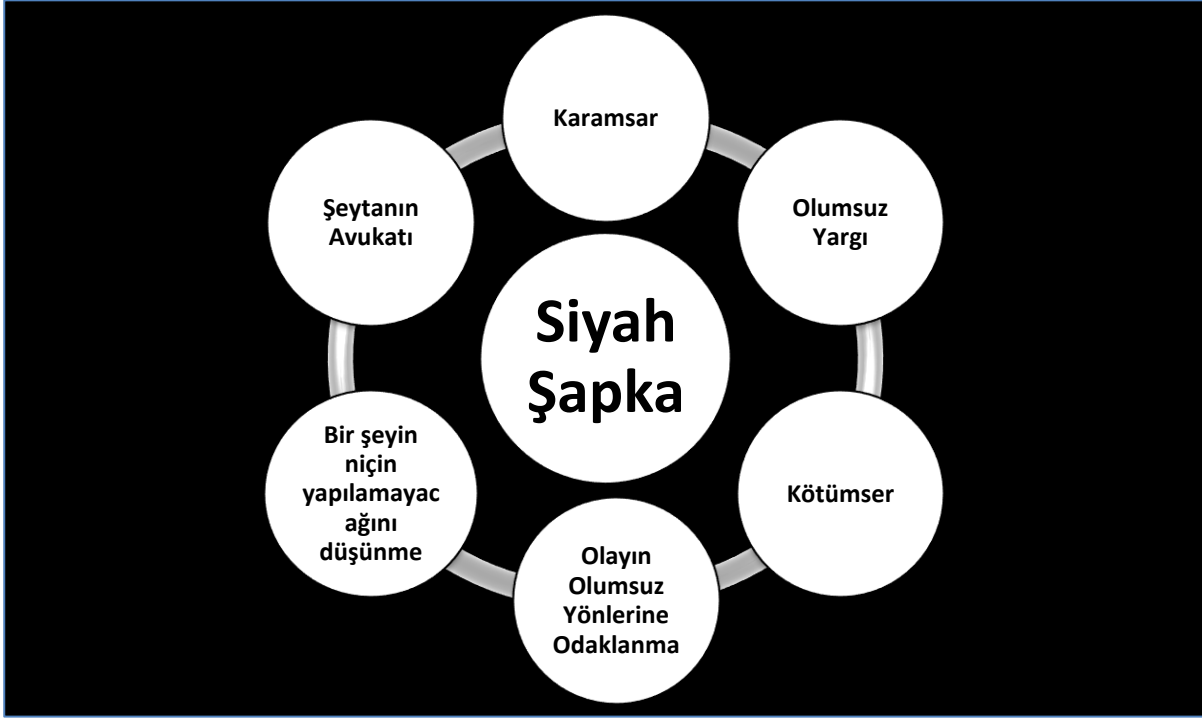 Karamsar
Olumsuz
Yargı
Kötümser
Olayın
Olumsuz
Yönlerine
Odaklanma
Bir şeyin
niçin
yapılamayac
ağını
düşünme
Şeytanın
Avukatı
Siyah
Şapka